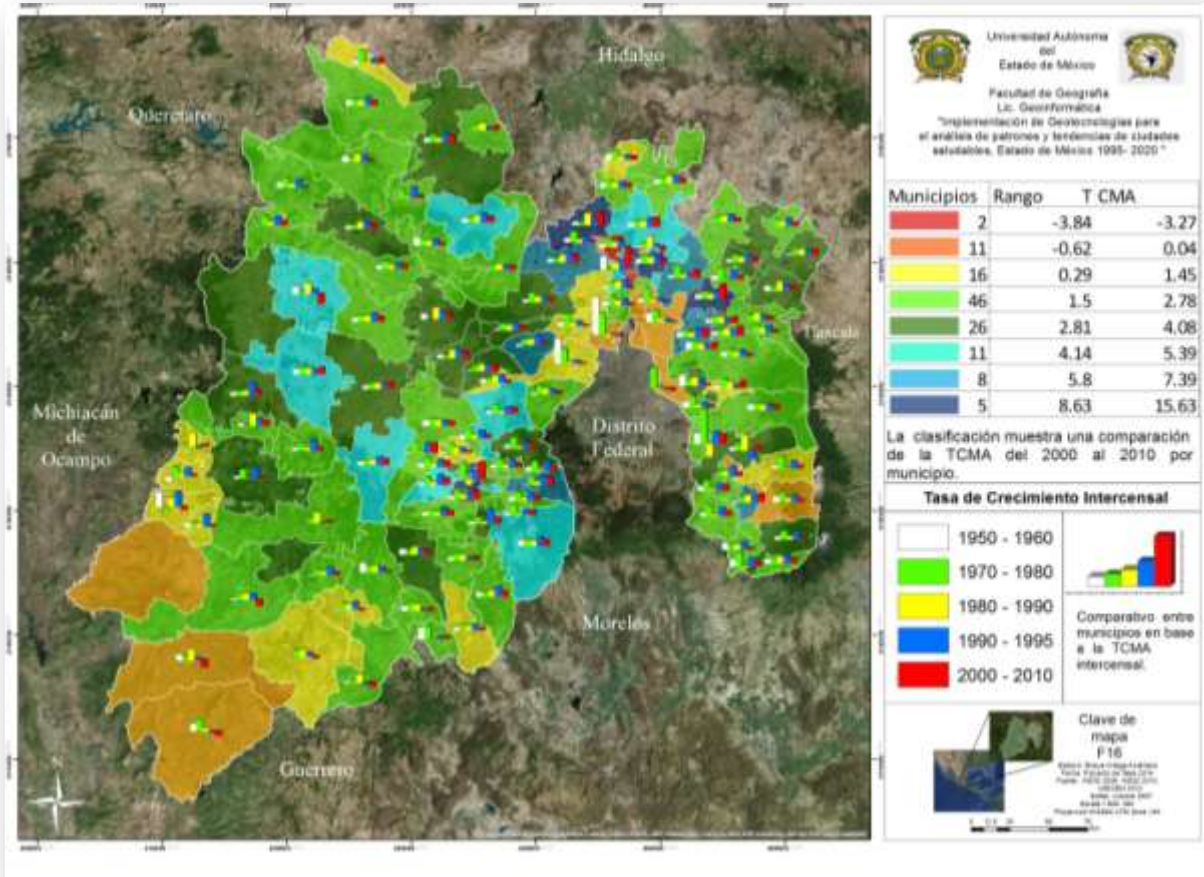 Hidalgo
Querétaro
Tlaxcala
Michiacán
de
Ocampo
Distrito
Federal
Morelos
Guerrero
N
Universidad Autónoma
del
Estado de México
Facultad de Geografía
Lic. Geoinformática
"Implementación de Geotecnologías para
el análisis de patrones y tendencias de ciudades
saludables, Estado de México 1995- 2020 "
Municipios Rango T CMA
2 -3.84 -3.27
11 -0.62 0.04
16 0.29 1.45
46 1.5 2.78
26 2.81 4.08
11 4.14 5.39
8 5.8 7.39
5 8.63 15.63
La clasificación muestra una comparación
de la TCMA del 2000 al 2010 por
municipio.
Tasa de Crecimiento Intercensal
1950 - 1960
1970 - 1980
1980 - 1990
1990 - 1995
2000 - 2010
Comparativo entre
municipios en base
a la TCMA
intercensal.
Clave de
mapa
F16